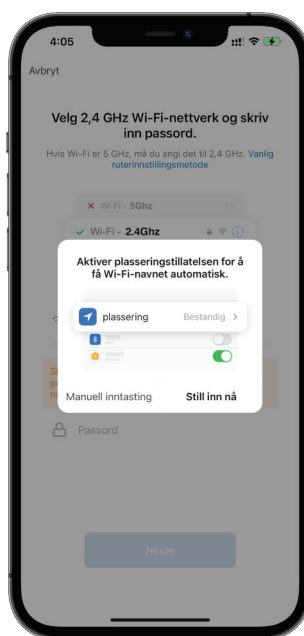 4:05
Avbryt
Velg 2,4 GHz Wi-Fi-nettverk og skriv
inn passord.
Hvis Wi-Fi er 5 GHz, må du angi det til 2,4 GHz. Vanlig
ruterinnstillingsmetode
Wi-Fi - 5Ghz
Wi-Fi - 2.4Ghz
Aktiver plasseringstillatelsen for å
få Wi-Fi-navnet automatisk.
plassering Bestandig >
Manuell inntasting Still inn nå
Passord
Neste